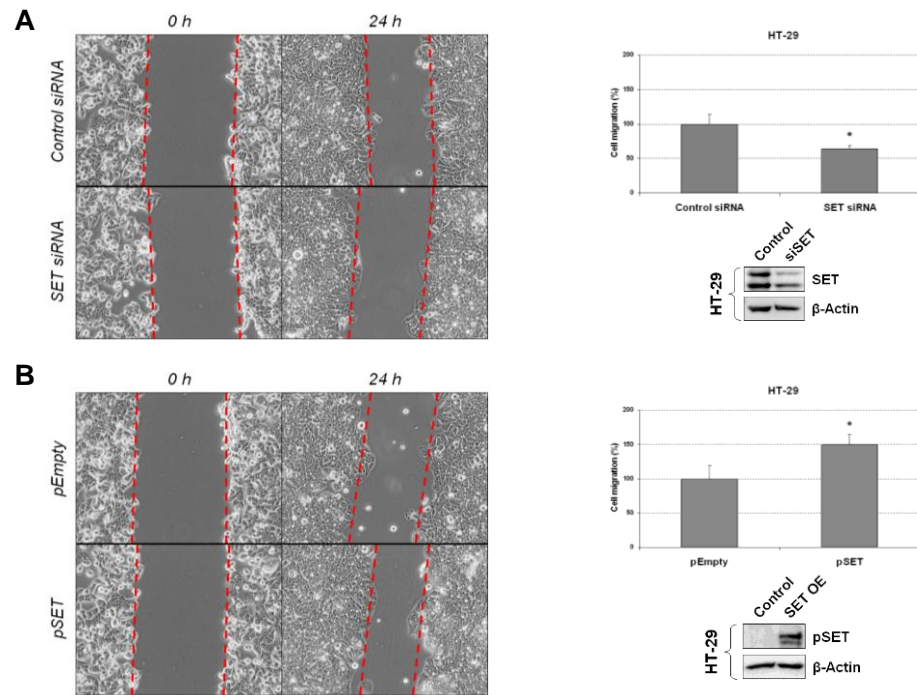 A
0 h
24 h
Control siRNA
SET siRNA
HT-29
Cell migration (%)
200
150
100
50
0
*
Control siRNA
SET siRNA
Control
siSET
HT-29
SET
β-Actin
B
0 h
24 h
pEmpty
pSET
HT-29
Cell migration (%)
200
150
100
50
0
*
pEmpty
pSET
Control
SET OE
HT-29
pSET
β-Actin